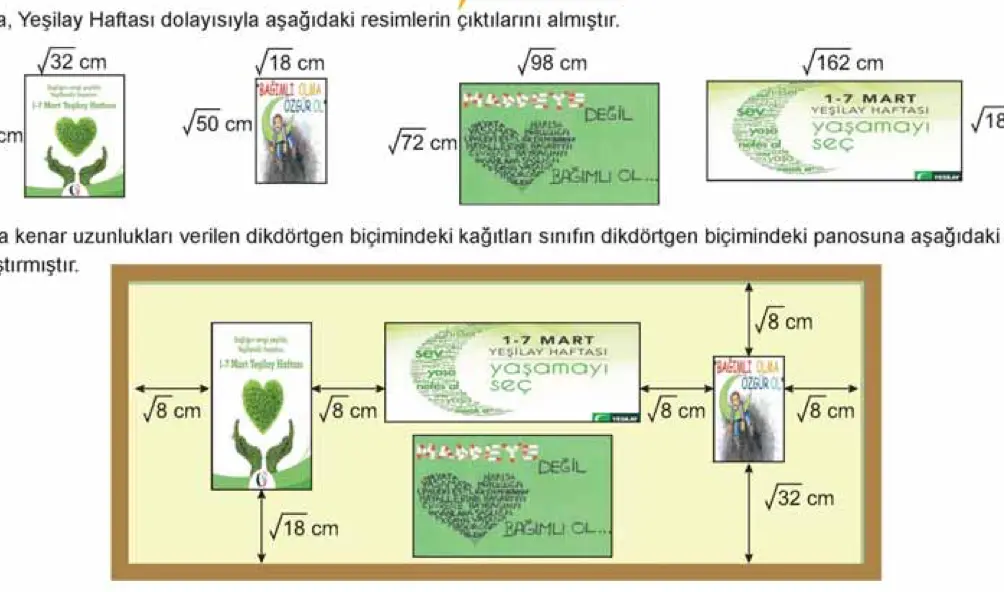 a, Yeşilay Haftası dolayısıyla aşağıdaki resimlerin çıktılarını almıştır.
√32 cm √18 cm √98 cm √162 cm
cm √50 cm √72 cm √18
1-7 Mart Yeşilay Haftası
BAĞIMLI OLMA
ÖZGÜR OL
MADDEYE
DEĞİL
BAĞIMLI OL...
1-7 MART
YEŞİLAY HAFTASI
yaşamayı
seç
sev
yaşa
nefes al
YEŞİLAY
a kenar uzunlukları verilen dikdörtgen biçimindeki kağıtları sınıfın dikdörtgen biçimindeki panosuna aşağıdaki
ştırmıştır.
√8 cm
1-7 Mart Yeşilay Haftası
1-7 MART
YEŞİLAY HAFTASI
yaşamayı
seç
sev
yaşa
nefes al
YEŞİLAY
BAĞIMLI OLMA
ÖZGÜR OL
√8 cm √8 cm √8 cm √8 cm
MADDEYE
DEĞİL
BAĞIMLI OL...
√32 cm
√18 cm